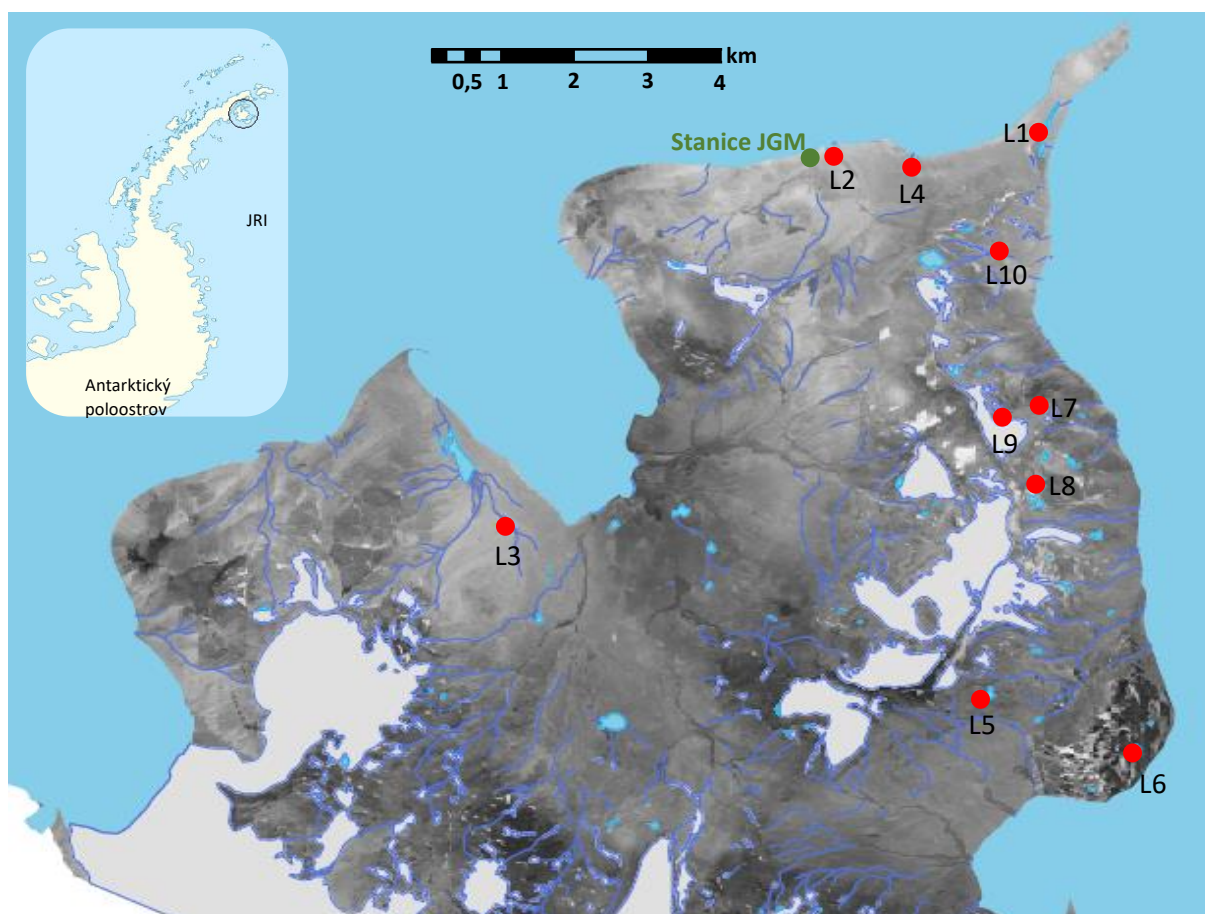 km
0,5 1 2 3 4
Stanice JGM
L1
L2
L4
L10
JRI
Antarktický
poloostrov
L7
L9
L8
L3
L5
L6